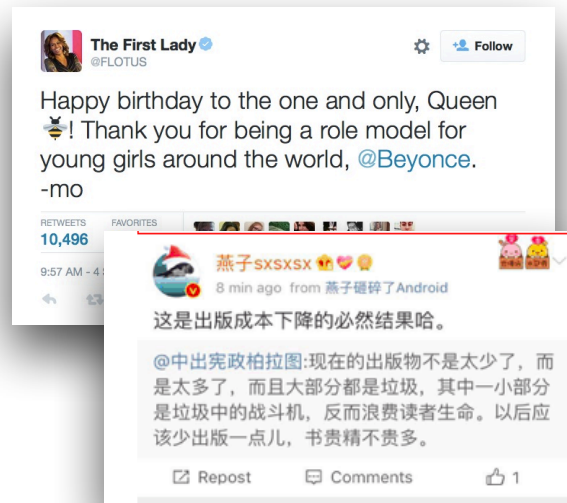 The First Lady
@FLOTUS
Follow
Happy birthday to the one and only, Queen
🐝! Thank you for being a role model for
young girls around the world, @Beyonce.
-mo
RETWEETS FAVORITES
10,496
9:57 AM - 4
燕子sxsxsx
8 min ago from 燕子砸碎了Android
这是出版成本下降的必然结果哈。
@中出宪政柏拉图:现在的出版物不是太少了，而
是太多了，而且大部分都是垃圾，其中一小部分
是垃圾中的战斗机，反而浪费读者生命。以后应
该少出版一点儿，书贵精不贵多。
Repost Comments 1